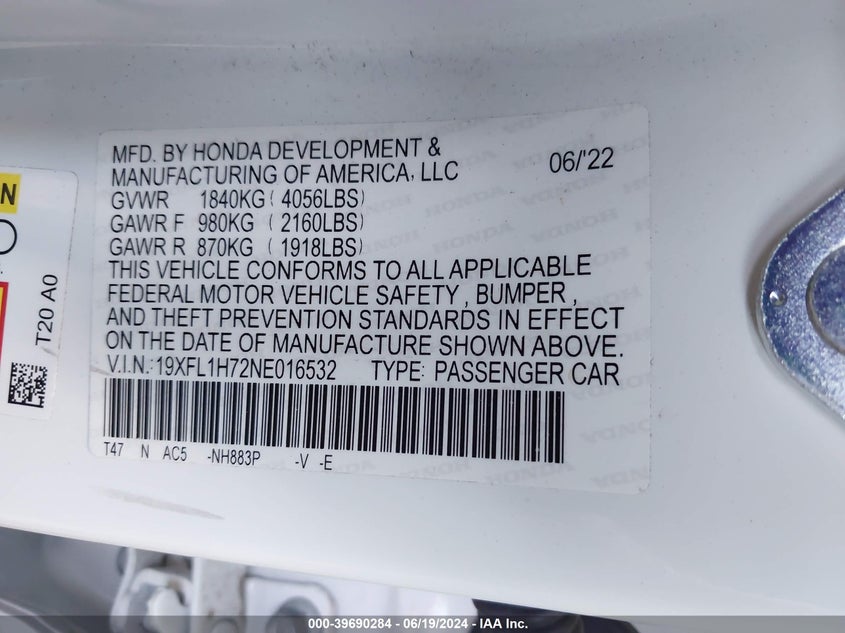 MFD. BY HONDA DEVELOPMENT &
MANUFACTURING OF AMERICA, LLC 06/'22
GVWR 1840KG ( 4056LBS)
GAWR F 980KG ( 2160LBS)
GAWR R 870KG ( 1918LBS)
THIS VEHICLE CONFORMS TO ALL APPLICABLE
FEDERAL MOTOR VEHICLE SAFETY , BUMPER ,
AND THEFT PREVENTION STANDARDS IN EFFECT
ON THE DATE OF MANUFACTURE SHOWN ABOVE.
V.I.N.:19XFL1H72NE016532 TYPE: PASSENGER CAR
T47 N AC5 -NH883P -V -E
N
T20 A0
000-39690284 - 06/19/2024 - IAA Inc.